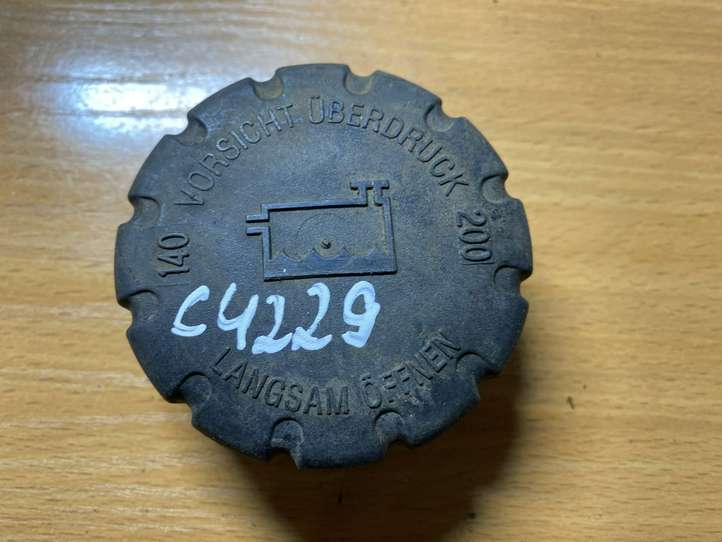 140 VORSICHT ÜBERDRUCK 200
C4229
LANGSAM ÖFFNEN